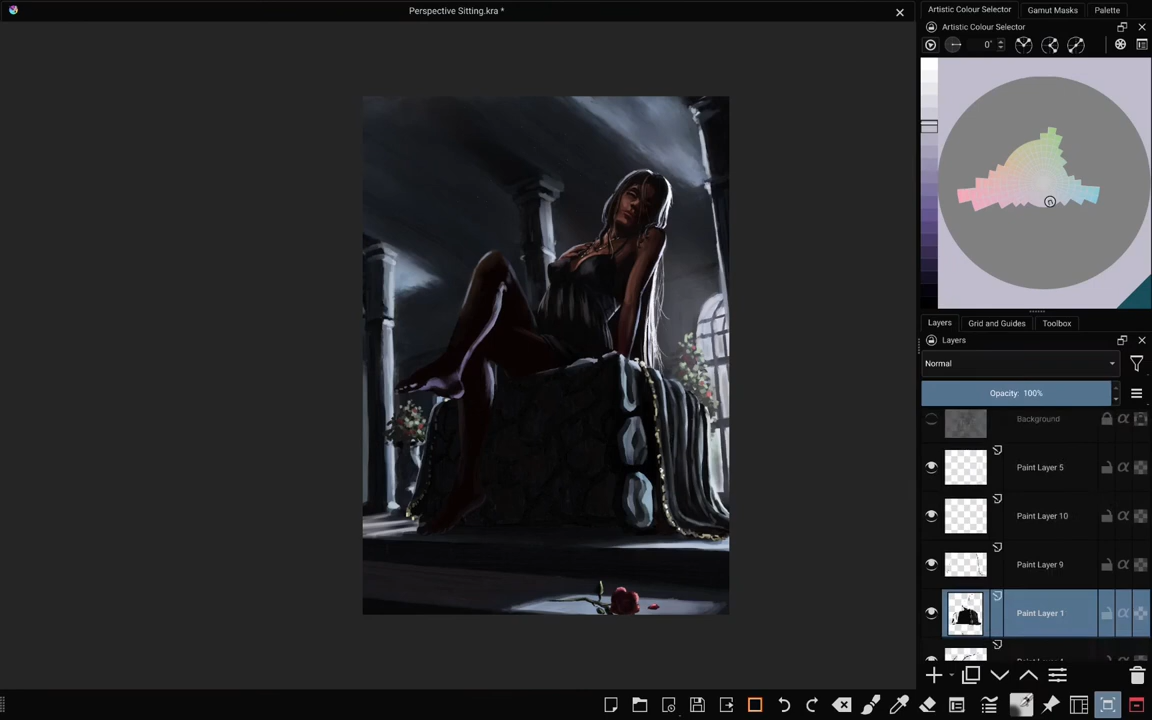 Perspective Sitting.kra *
Artistic Colour Selector Gamut Masks Palette
Artistic Colour Selector
0°
Layers Grid and Guides Toolbox
Layers
Normal
Opacity: 100%
Background
Paint Layer 5
Paint Layer 10
Paint Layer 9
Paint Layer 1